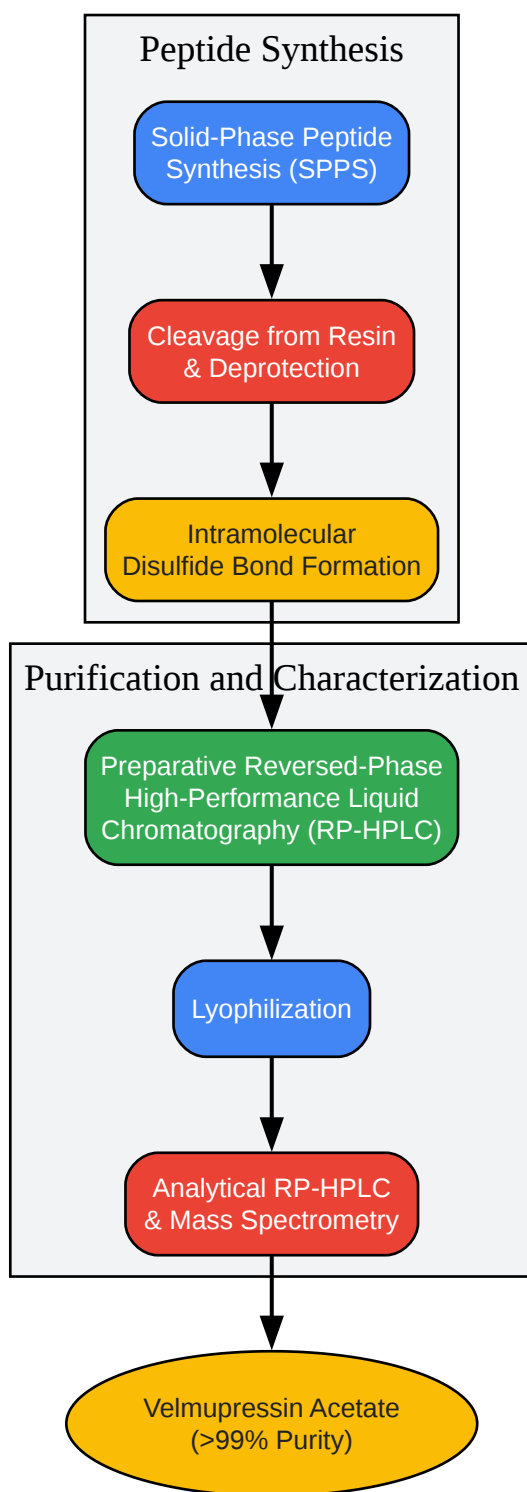 Peptide Synthesis
Solid-Phase Peptide
Synthesis (SPPS)
Cleavage from Resin
& Deprotection
Intramolecular
Disulfide Bond Formation
Purification and Characterization
Preparative Reversed-Phase
High-Performance Liquid
Chromatography (RP-HPLC)
Lyophilization
Analytical RP-HPLC
& Mass Spectrometry
Velmupressin Acetate
(>99% Purity)